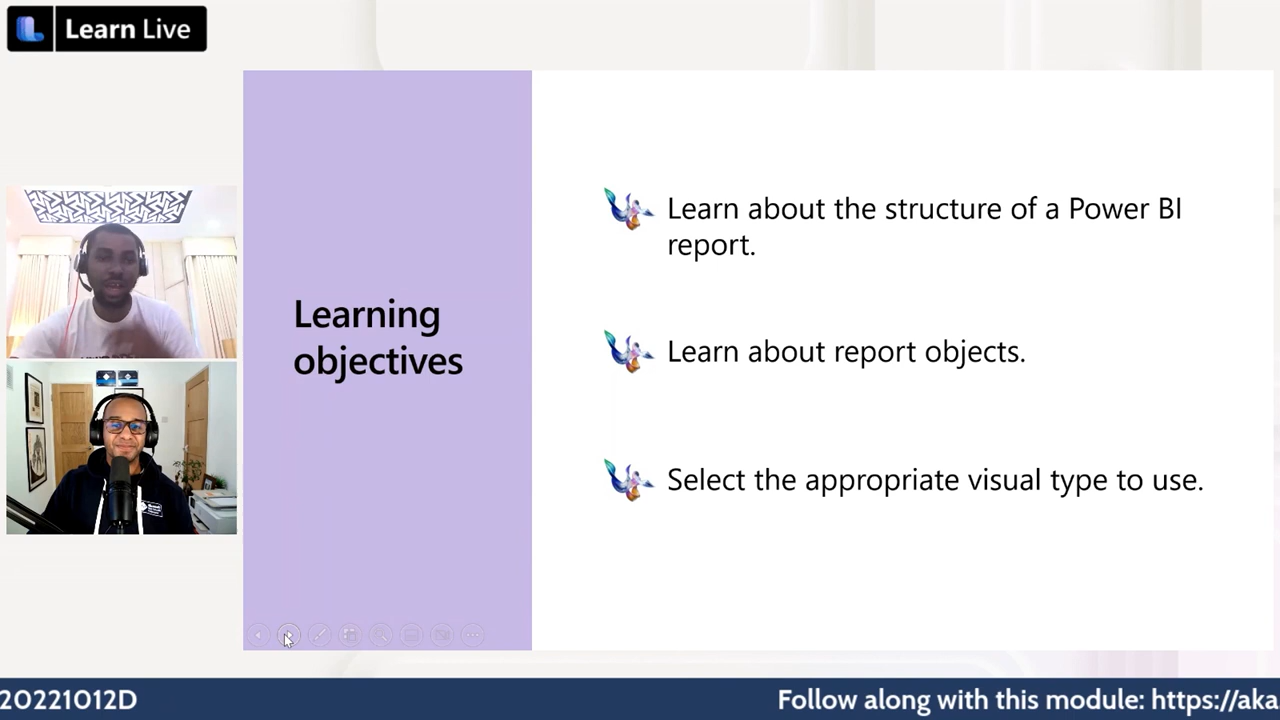 Learn Live
Learning
objectives
Learn about the structure of a Power BI
report.
Learn about report objects.
Select the appropriate visual type to use.
20221012D
Follow along with this module: https://aka